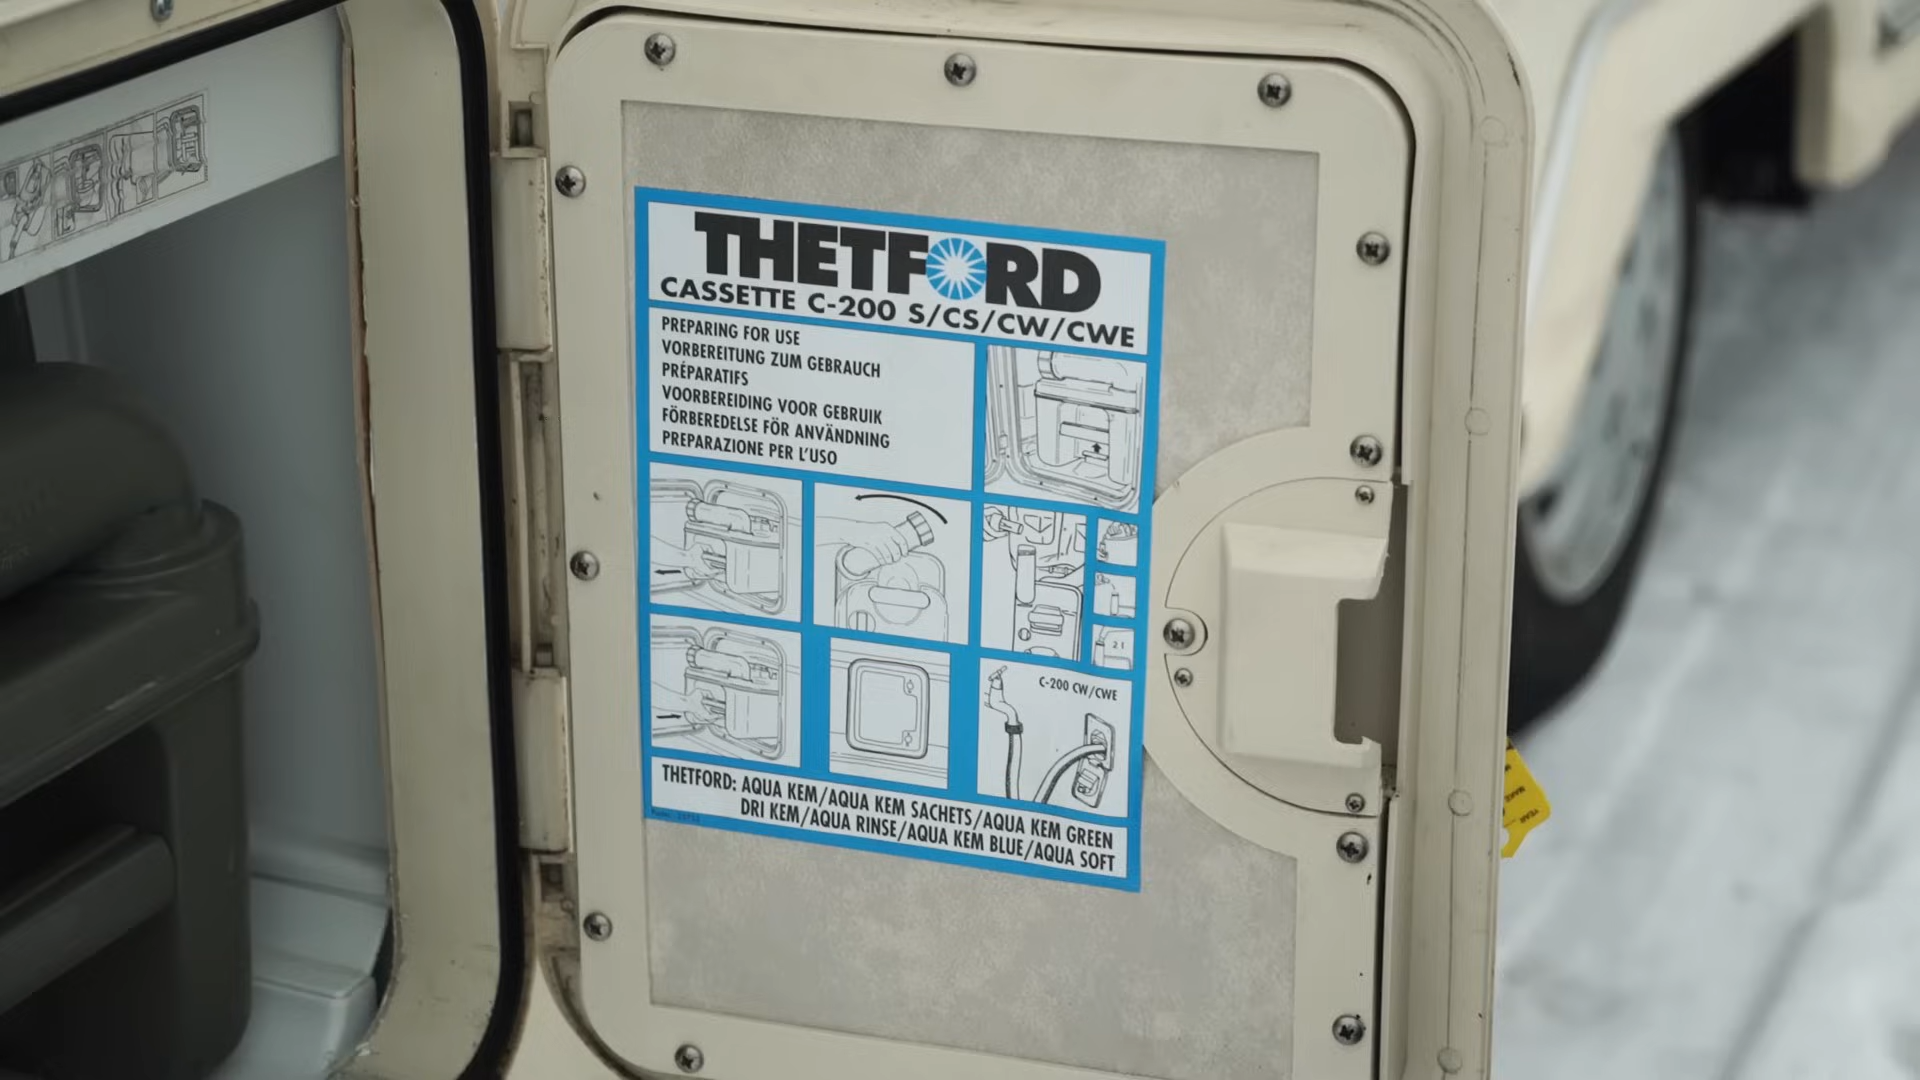 THETFORD
CASSETTE C-200 S/CS/CW/CWE
PREPARING FOR USE
VORBEREITUNG ZUM GEBRAUCH
PRÉPARATIFS
VOORBEREIDING VOOR GEBRUIK
FÖRBEREDELSE FÖR ANVÄNDNING
PREPARAZIONE PER L'USO
2 l
C-200 CW/CWE
THETFORD: AQUA KEM/AQUA KEM SACHETS/AQUA KEM GREEN
DRI KEM/AQUA RINSE/AQUA KEM BLUE/AQUA SOFT
YEAR